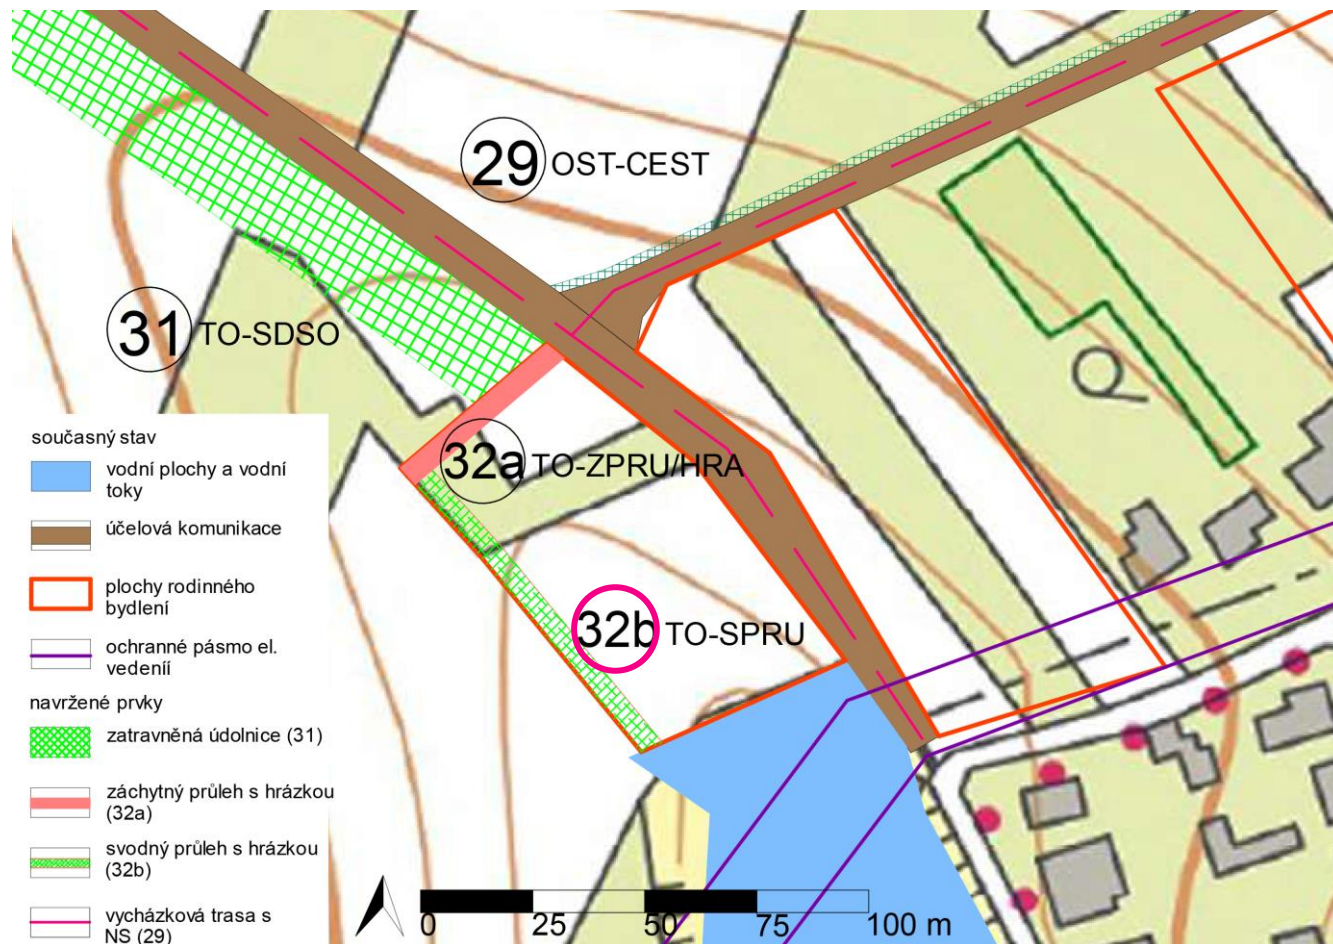 29 OST-CEST
31 TO-SDSO
32a TO-ZPRU/HRA
32b TO-SPRU
současný stav
vodní plochy a vodní
toky
účelová komunikace
plochy rodinného
bydlení
ochranné pásmo el.
vedeníí
navržené prvky
zatravněná údolnice (31)
záchytný průleh s hrázkou
(32a)
svodný průleh s hrázkou
(32b)
vycházková trasa s
NS (29)
0 25 50 75 100 m